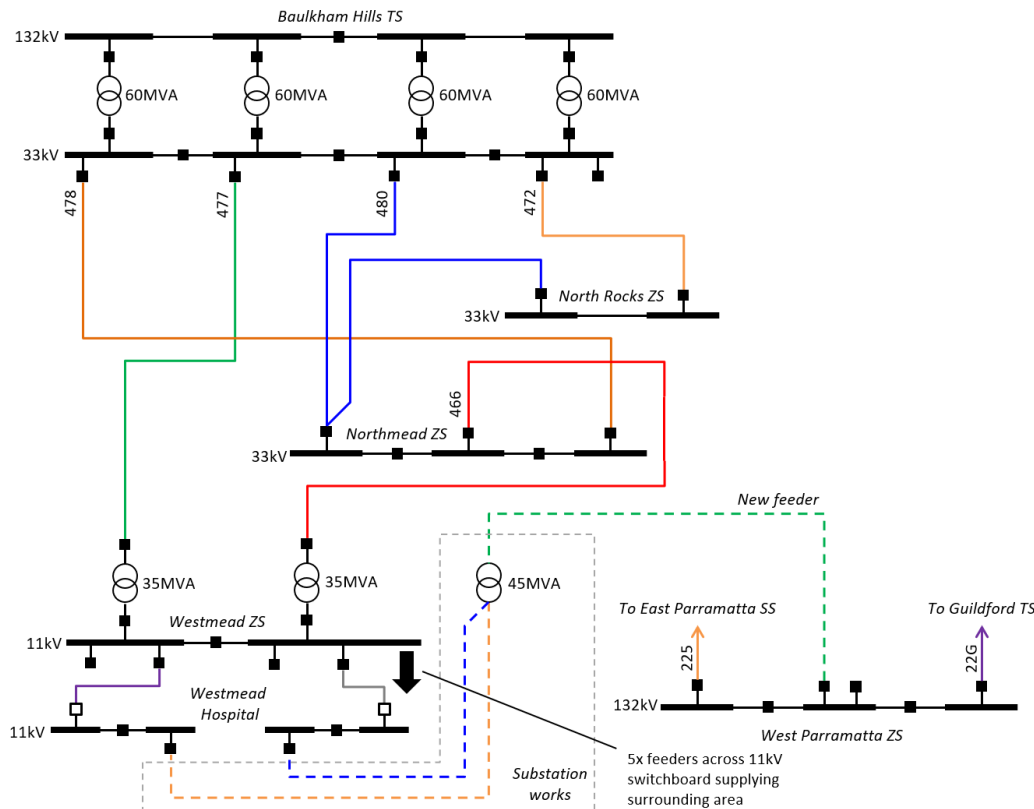 Baulkham Hills TS
132kV
60MVA
60MVA
60MVA
60MVA
33kV
478
477
480
472
North Rocks ZS
33kV
466
Northmead ZS
33kV
New feeder
35MVA
35MVA
45MVA
Westmead ZS
11kV
To East Parramatta SS
To Guildford TS
225
22G
Westmead
Hospital
11kV
132kV
West Parramatta ZS
5x feeders across 11kV
switchboard supplying
surrounding area
Substation
works